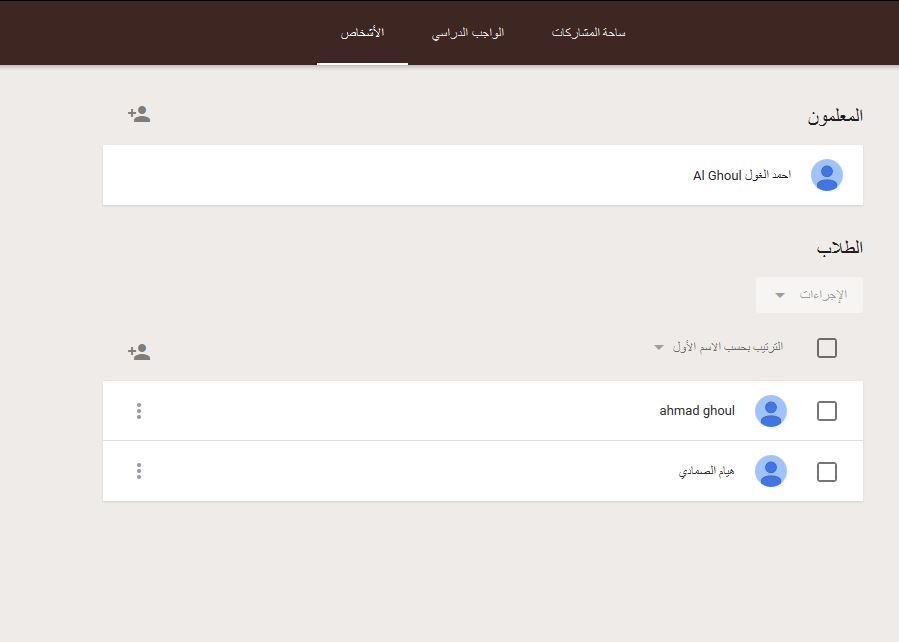 ساحة المشاركات
الواجب الدراسي
الأشخاص
المعلمون
احمد الغول Al Ghoul
الطلاب
الإجراءات
الترتيب بحسب الاسم الأول
ahmad ghoul
هيام الصمادي